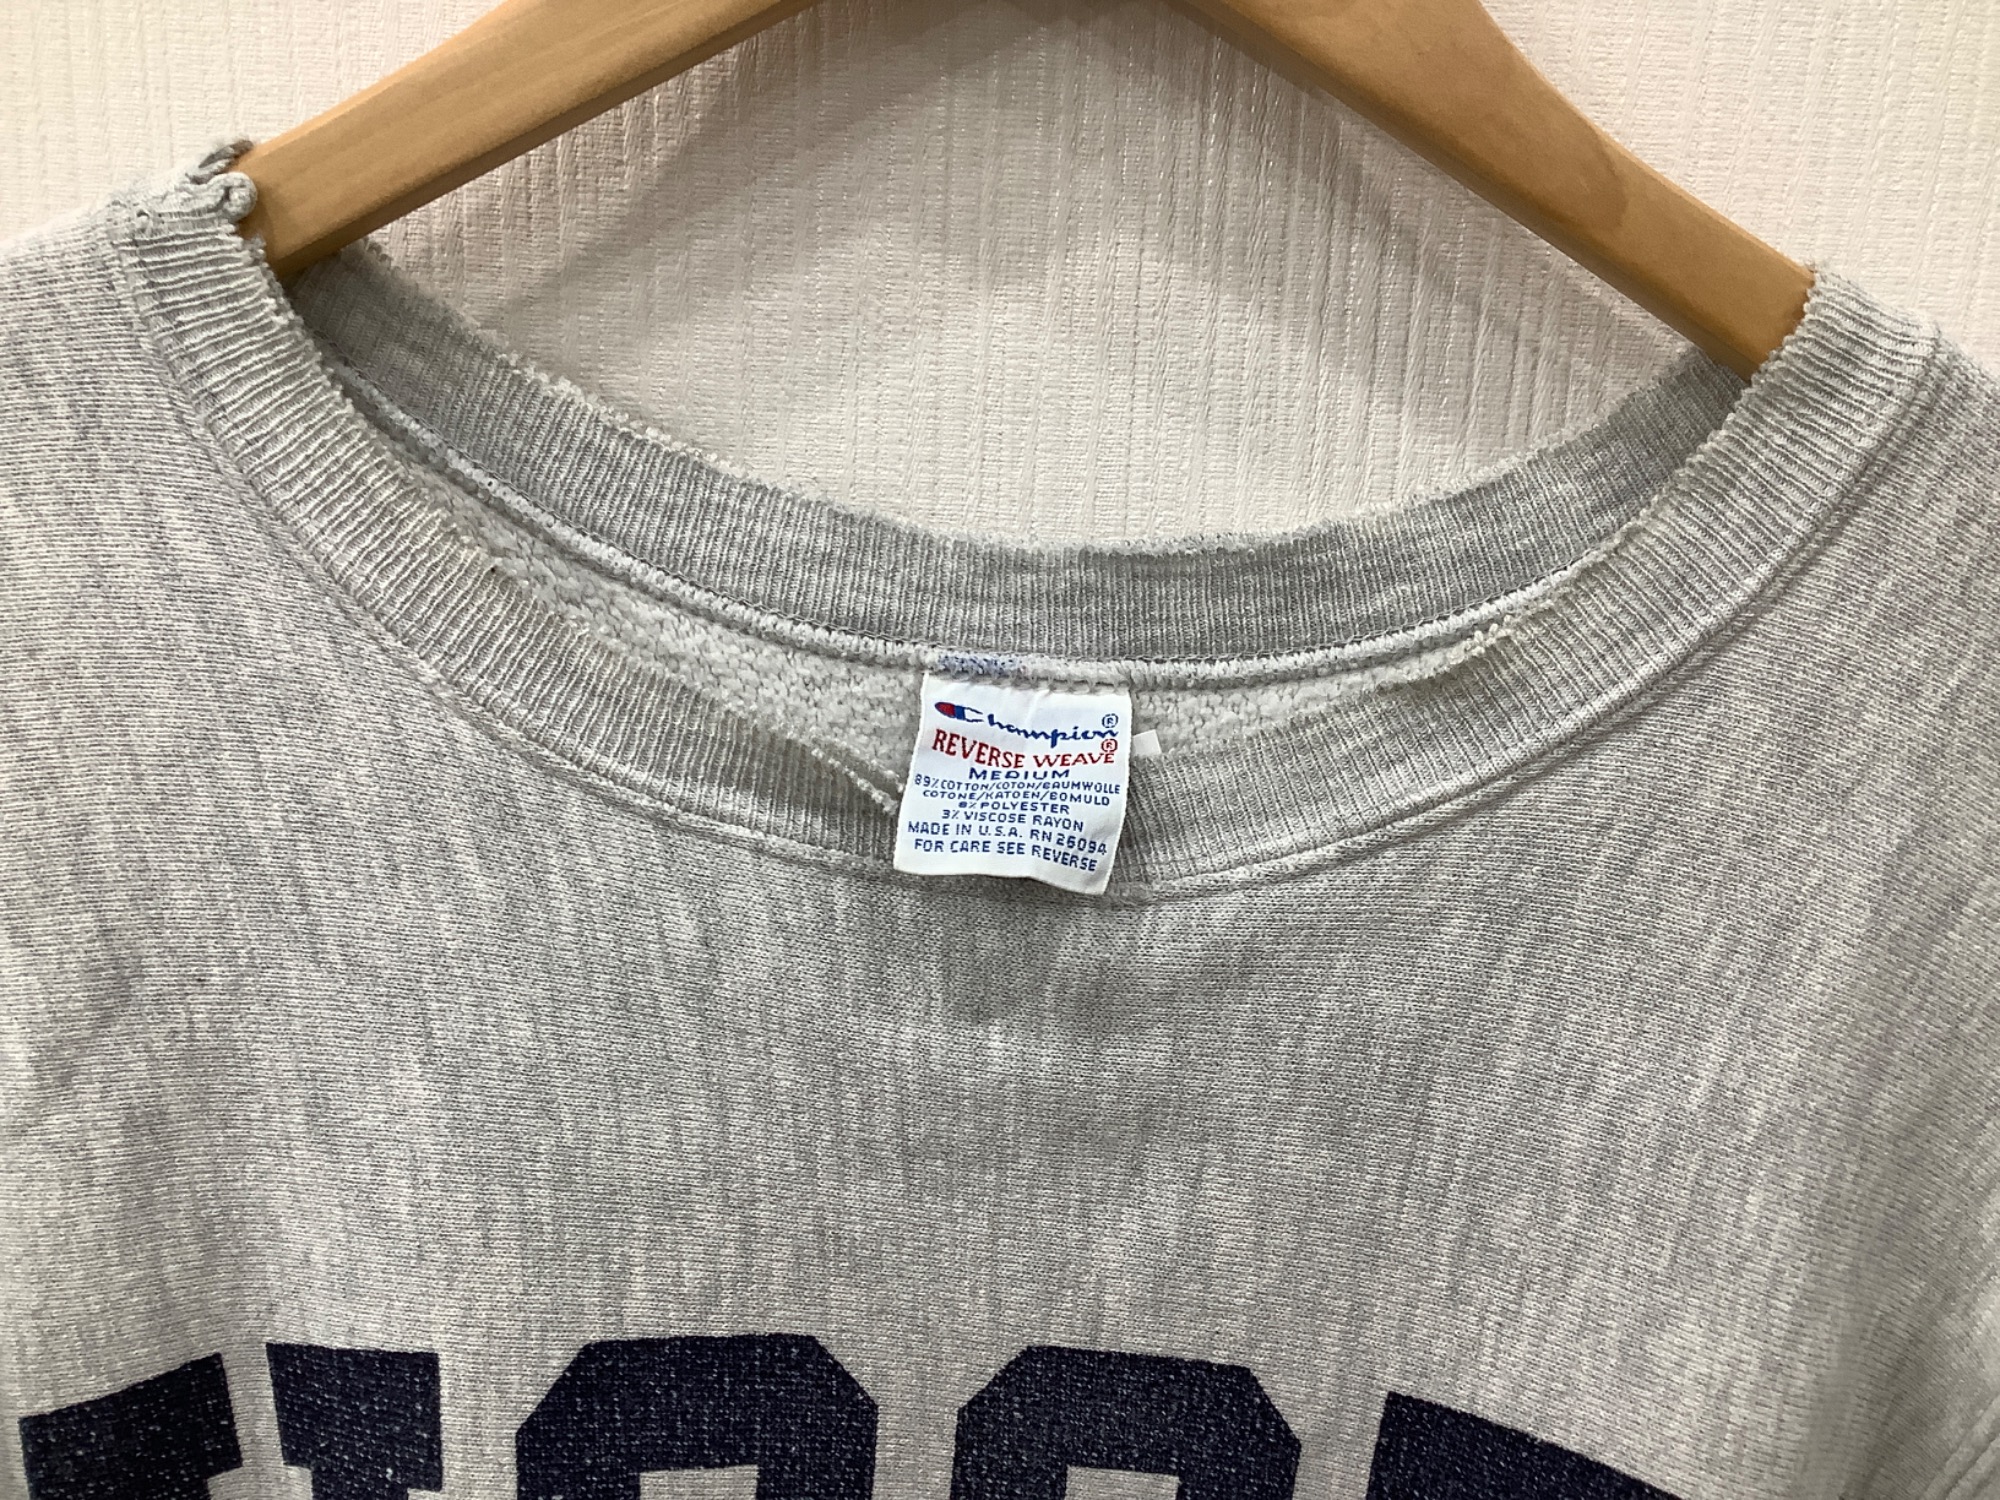 Champion®
REVERSE WEAVE®
MEDIUM
89% COTTON/COTON/BAUMWOLLE
COTONE/KATOEN/BOMULD
8% POLYESTER
3% VISCOSE RAYON
MADE IN U.S.A. RN 26094
FOR CARE SEE REVERSE